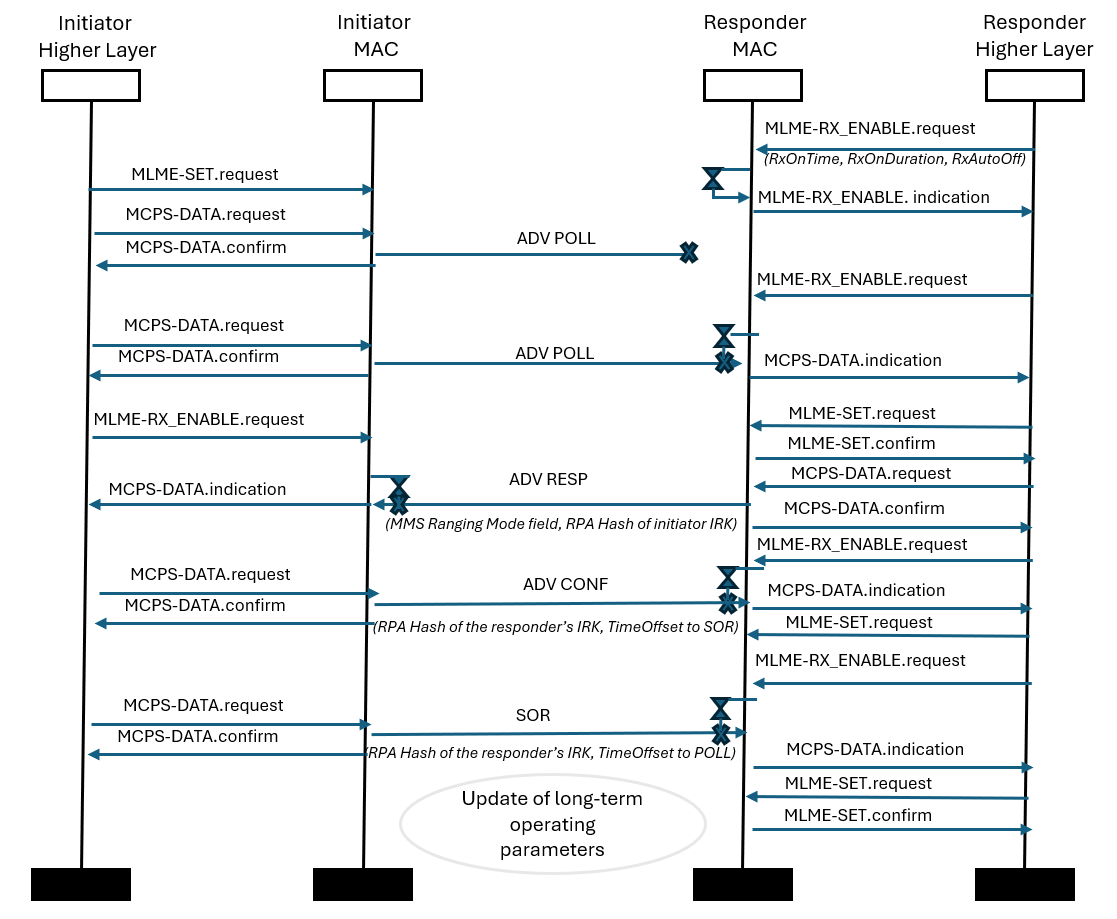 Initiator
Higher Layer
Initiator
MAC
Responder
MAC
Responder
Higher Layer
MLME-RX_ENABLE.request
(RxOnTime, RxOnDuration, RxAutoOff)
MLME-SET.request
MLME-RX_ENABLE. indication
MCPS-DATA.request
ADV POLL
MCPS-DATA.confirm
MLME-RX_ENABLE.request
MCPS-DATA.request
ADV POLL
MCPS-DATA.confirm
MCPS-DATA.indication
MLME-RX_ENABLE.request
MLME-SET.request
MLME-SET.confirm
MCPS-DATA.request
ADV RESP
MCPS-DATA.indication
MCPS-DATA.confirm
(MMS Ranging Mode field, RPA Hash of initiator IRK)
MLME-RX_ENABLE.request
MCPS-DATA.request
ADV CONF
MCPS-DATA.indication
MCPS-DATA.confirm
MLME-SET.request
(RPA Hash of the responder’s IRK, TimeOffset to SOR)
MLME-RX_ENABLE.request
MCPS-DATA.request
SOR
MCPS-DATA.confirm
(RPA Hash of the responder’s IRK, TimeOffset to POLL)
MCPS-DATA.indication
MLME-SET.request
MLME-SET.confirm
Update of long-term
operating
parameters